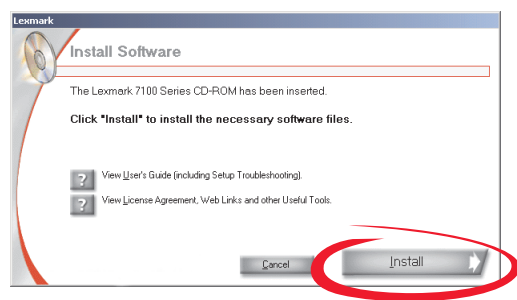 Lexmark
Install Software
The Lexmark 7100 Series CD-ROM has been inserted.
Click "Install" to install the necessary software files.
? View User's Guide (including Setup Troubleshooting).
? View License Agreement, Web Links and other Useful Tools.
Cancel
Install